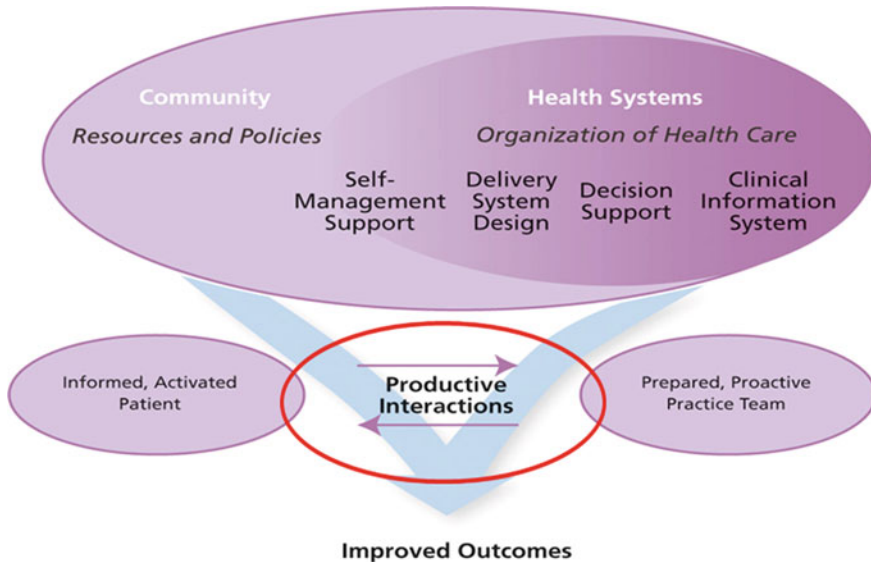 Community
Resources and Policies
Health Systems
Organization of Health Care
Self-
Management
Support
Delivery
System
Design
Decision
Support
Clinical
Information
System
Informed, Activated
Patient
Productive
Interactions
Prepared, Proactive
Practice Team
Improved Outcomes